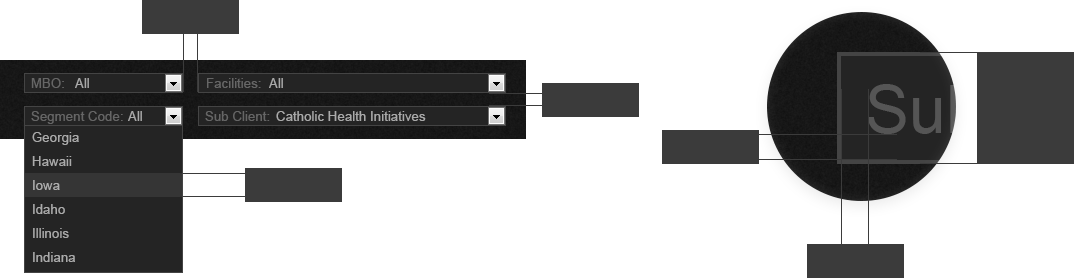 MBO: All
Facilities: All
Segment Code: All
Sub Client: Catholic Health Initiatives
Georgia
Hawaii
Iowa
Idaho
Illinois
Indiana
Sul